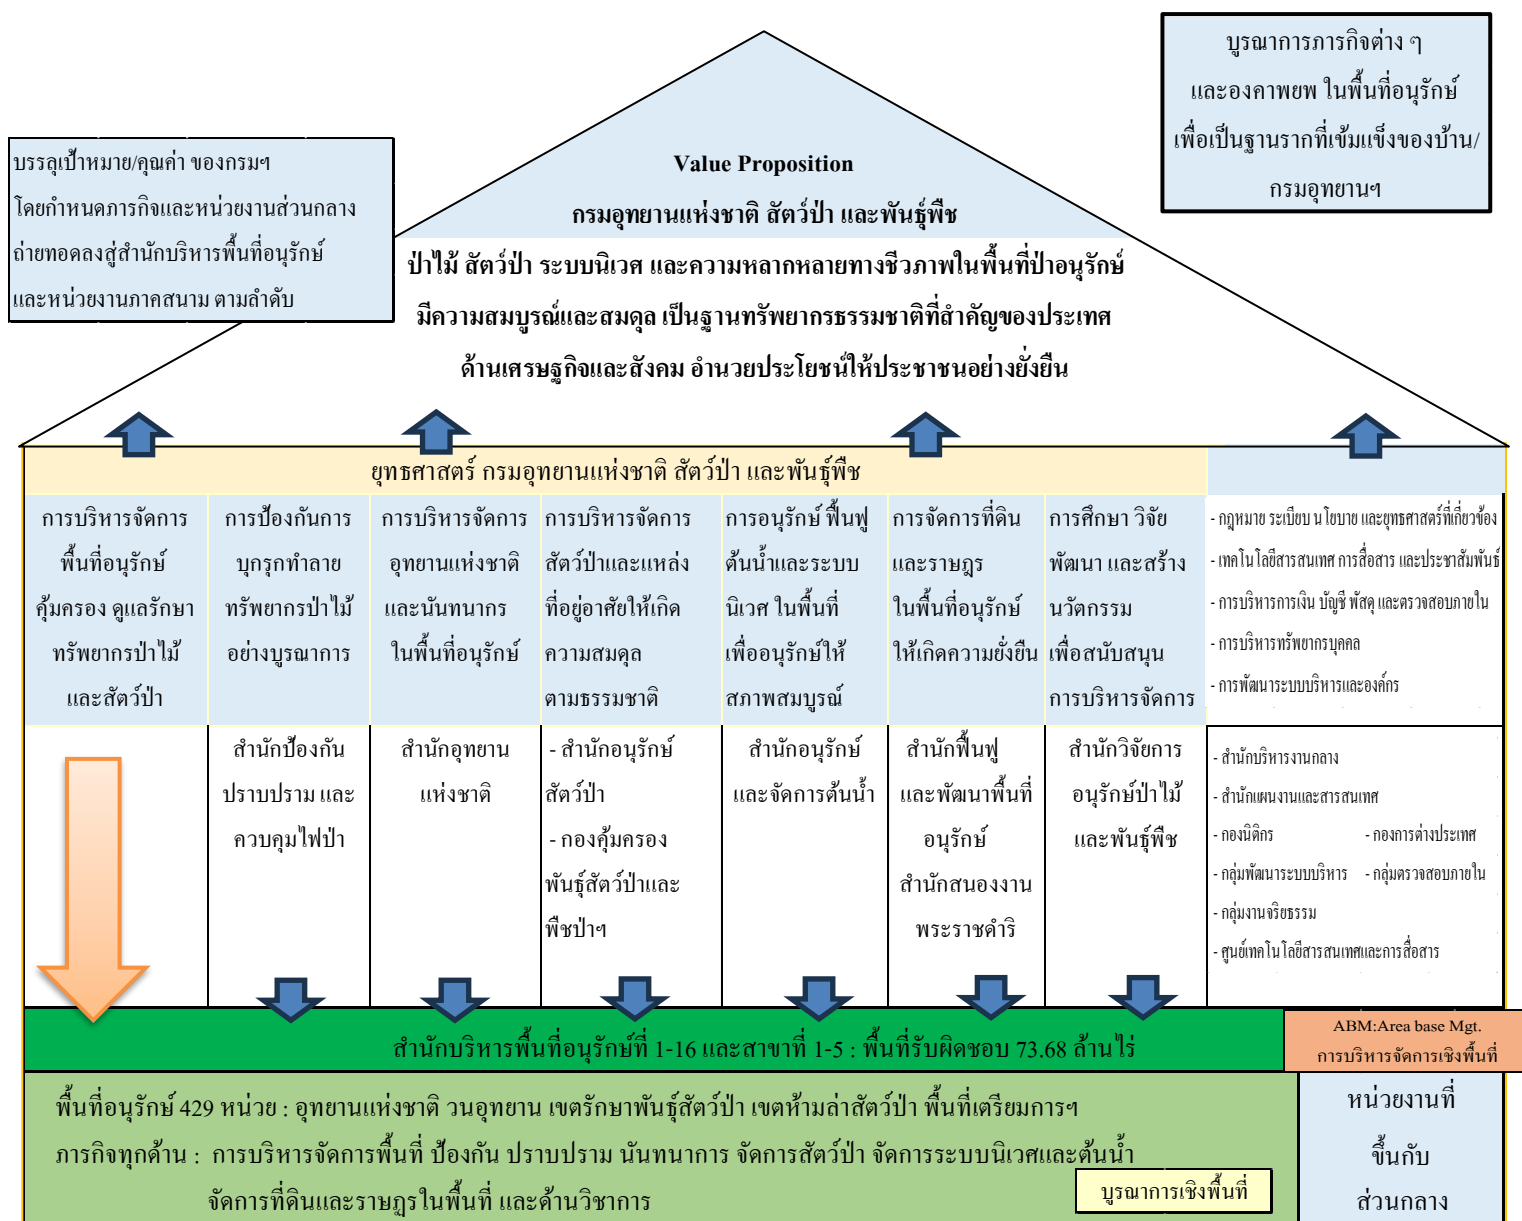 บูรณาการภารกิจต่าง ๆ
และองคาพยพ ในพื้นที่อนุรักษ์
เพื่อเป็นฐานรากที่เข้มแข็งของบ้าน/
กรมอุทยานฯ
บรรลุเป้าหมาย/คุณค่า ของกรมฯ
โดยกำหนดภารกิจและหน่วยงานส่วนกลาง
ถ่ายทอดลงสู่สำนักบริหารพื้นที่อนุรักษ์
และหน่วยงานภาคสนาม ตามลำดับ
Value Proposition
กรมอุทยานแห่งชาติ สัตว์ป่า และพันธุ์พืช
ป่าไม้ สัตว์ป่า ระบบนิเวศ และความหลากหลายทางชีวภาพในพื้นที่ป่าอนุรักษ์
มีความสมบูรณ์และสมดุล เป็นฐานทรัพยากรธรรมชาติที่สำคัญของประเทศ
ด้านเศรษฐกิจและสังคม อำนวยประโยชน์ให้ประชาชนอย่างยั่งยืน
ยุทธศาสตร์ กรมอุทยานแห่งชาติ สัตว์ป่า และพันธุ์พืช
การบริหารจัดการ
พื้นที่อนุรักษ์
คุ้มครอง ดูแลรักษา
ทรัพยากรป่าไม้
และสัตว์ป่า
การป้องกันการ
บุกรุกทำลาย
ทรัพยากรป่าไม้
อย่างบูรณาการ
การบริหารจัดการ
อุทยานแห่งชาติ
และนันทนาการ
ในพื้นที่อนุรักษ์
การบริหารจัดการ
สัตว์ป่าและแหล่ง
ที่อยู่อาศัยให้เกิด
ความสมดุล
ตามธรรมชาติ
การอนุรักษ์ ฟื้นฟู
ต้นน้ำและระบบ
นิเวศ ในพื้นที่
เพื่ออนุรักษ์ให้
สภาพสมบูรณ์
การจัดการที่ดิน
และราษฎร
ในพื้นที่อนุรักษ์
ให้เกิดความยั่งยืน
การศึกษา วิจัย
พัฒนา และสร้าง
นวัตกรรม
เพื่อสนับสนุน
การบริหารจัดการ
- กฎหมาย ระเบียบ นโยบาย และยุทธศาสตร์ที่เกี่ยวข้อง
- เทคโนโลยีสารสนเทศ การสื่อสาร และประชาสัมพันธ์
- การบริหารการเงิน บัญชี พัสดุ และตรวจสอบภายใน
- การบริหารทรัพยากรบุคคล
- การพัฒนาระบบบริหารและองค์กร
สำนักป้องกัน
ปราบปราม และ
ควบคุมไฟป่า
สำนักอุทยาน
แห่งชาติ
- สำนักอนุรักษ์
สัตว์ป่า
- กองคุ้มครอง
พันธุ์สัตว์ป่าและ
พืชป่าฯ
สำนักอนุรักษ์
และจัดการต้นน้ำ
สำนักฟื้นฟู
และพัฒนาพื้นที่
อนุรักษ์
สำนักสนองงาน
พระราชดำริ
สำนักวิจัยการ
อนุรักษ์ป่าไม้
และพันธุ์พืช
- สำนักบริหารงานกลาง
- สำนักแผนงานและสารสนเทศ
- กองนิติกร - กองการต่างประเทศ
- กลุ่มพัฒนาระบบบริหาร - กลุ่มตรวจสอบภายใน
- กลุ่มงานจริยธรรม
- ศูนย์เทคโนโลยีสารสนเทศและการสื่อสาร
สำนักบริหารพื้นที่อนุรักษ์ที่ 1-16 และสาขาที่ 1-5 : พื้นที่รับผิดชอบ 73.68 ล้านไร่
ABM:Area base Mgt.
การบริหารจัดการเชิงพื้นที่
พื้นที่อนุรักษ์ 429 หน่วย : อุทยานแห่งชาติ วนอุทยาน เขตรักษาพันธุ์สัตว์ป่า เขตห้ามล่าสัตว์ป่า พื้นที่เตรียมการฯ
ภารกิจทุกด้าน : การบริหารจัดการพื้นที่ ป้องกัน ปราบปราม นันทนาการ จัดการสัตว์ป่า จัดการระบบนิเวศและต้นน้ำ
จัดการที่ดินและราษฎรในพื้นที่ และด้านวิชาการ
บูรณาการเชิงพื้นที่
หน่วยงานที่
ขึ้นกับ
ส่วนกลาง